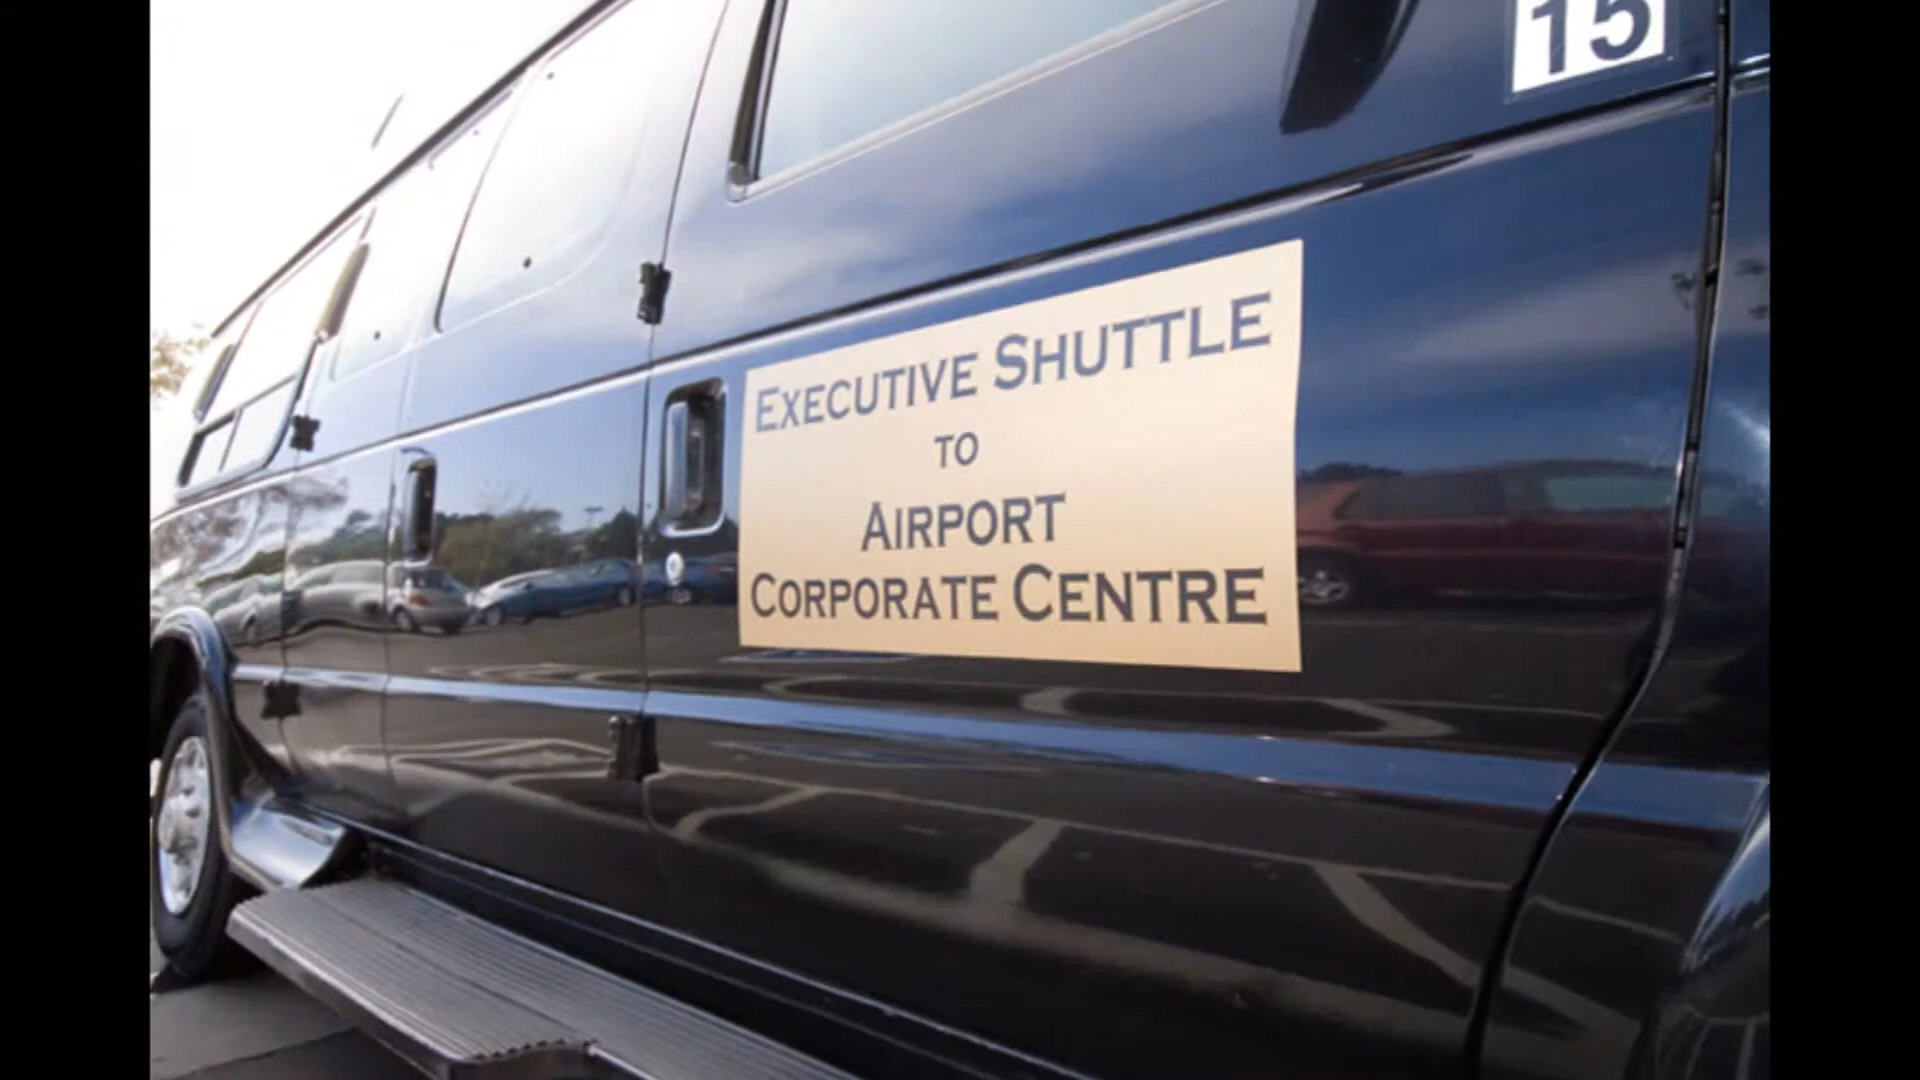 15
EXECUTIVE SHUTTLE
TO
AIRPORT
CORPORATE CENTRE